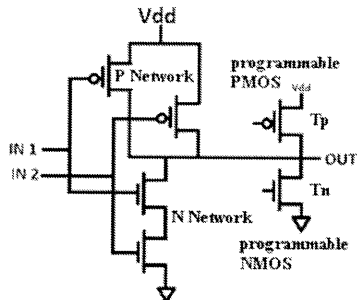 Vdd
programmable
PMOS
Vdd
P Network
Tp
IN 1
IN 2
OUT
Tn
N Network
programmable
NMOS